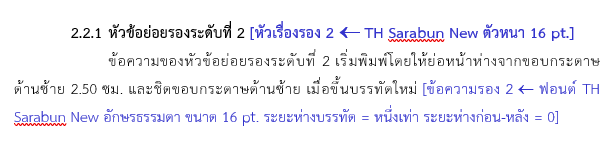 2.2.1 หัวข้อย่อยรองระดับที่ 2 [หัวเรื่องรอง 2 ← TH Sarabun New ตัวหนา 16 pt.]
ข้อความของหัวข้อย่อยรองระดับที่ 2 เริ่มพิมพ์โดยให้ย่อหน้าห่างจากขอบกระดาษ
ด้านซ้าย 2.50 ซม. และชิดขอบกระดาษด้านซ้าย เมื่อขึ้นบรรทัดใหม่ [ข้อความรอง 2 ← ฟอนต์ TH
Sarabun New อักษรธรรมดา ขนาด 16 pt. ระยะห่างบรรทัด = หนึ่งเท่า ระยะห่างก่อน-หลัง = 0]